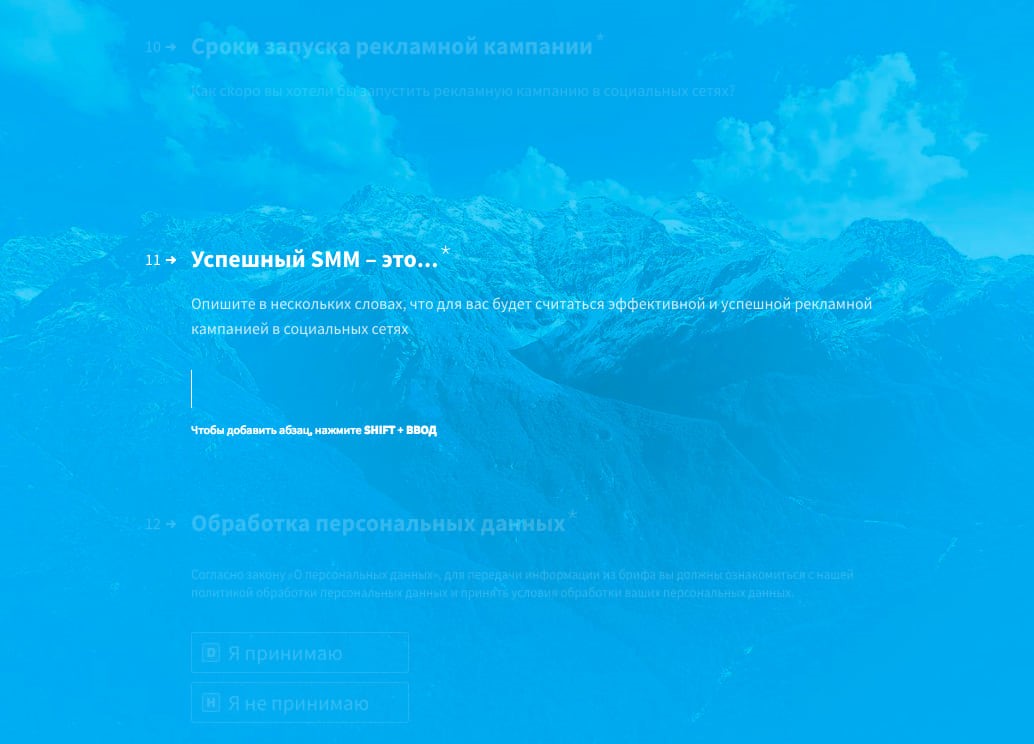 10 → Сроки запуска рекламной кампании*
Как скоро вы хотели бы запустить рекламную кампанию в социальных сетях?
11 → Успешный SMM – это...*
Опишите в нескольких словах, что для вас будет считаться эффективной и успешной рекламной
кампанией в социальных сетях
Чтобы добавить абзац, нажмите SHIFT + ВВОД
12 → Обработка персональных данных*
Согласно закону «О персональных данных», для передачи информации из брифа вы должны ознакомиться с нашей
политикой обработки персональных данных и принять условия обработки ваших персональных данных.
D Я принимаю
H Я не принимаю